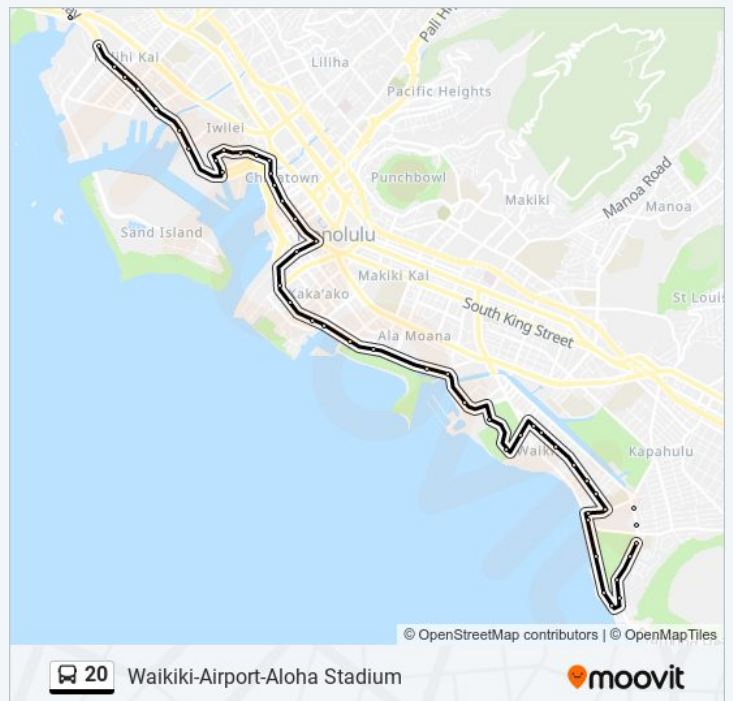 Kalihi Kai
Liliha
Pacific Heights
Iwilei
Chinatown
Punchbowl
Makiki
Manoa Road
Manoa
Sand Island
Honolulu
Makiki Kai
Kaka'ako
St Louis
South King Street
Ala Moana
Waikiki
Kapahulu
© OpenStreetMap contributors | © OpenMapTiles
20 Waikiki-Airport-Aloha Stadium
moovit